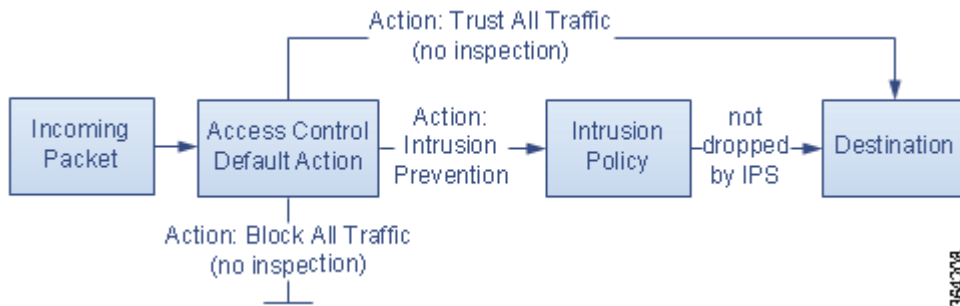 Action: Trust All Traffic
(no inspection)
Incoming
Packet
Access Control
Default Action
Action:
Intrusion
Prevention
Intrusion
Policy
not
dropped
by IPS
Destination
Action: Block All Traffic
(no inspection)